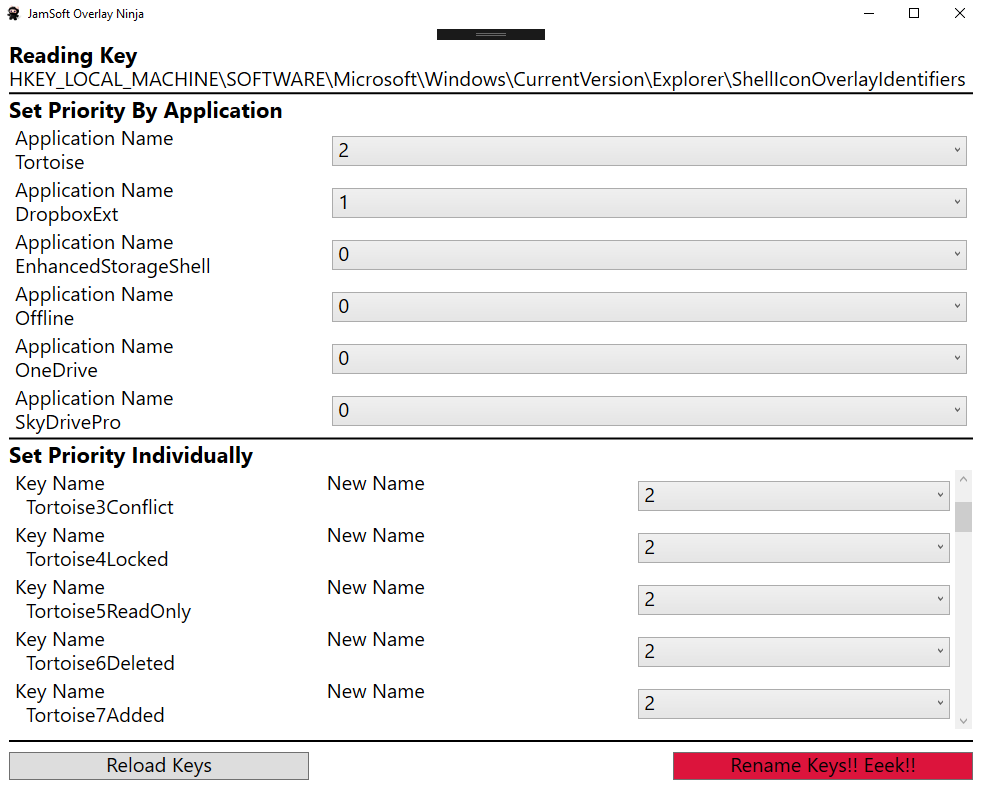 JamSoft Overlay Ninja
Reading Key
HKEY_LOCAL_MACHINE\SOFTWARE\Microsoft\Windows\CurrentVersion\Explorer\ShellIconOverlayIdentifiers
Set Priority By Application
Application Name
Tortoise
2
Application Name
DropboxExt
1
Application Name
EnhancedStorageShell
0
Application Name
Offline
0
Application Name
OneDrive
0
Application Name
SkyDrivePro
0
Set Priority Individually
Key Name New Name
Tortoise3Conflict
2
Key Name New Name
Tortoise4Locked
2
Key Name New Name
Tortoise5ReadOnly
2
Key Name New Name
Tortoise6Deleted
2
Key Name New Name
Tortoise7Added
2
Reload Keys
Rename Keys!! Eeek!!